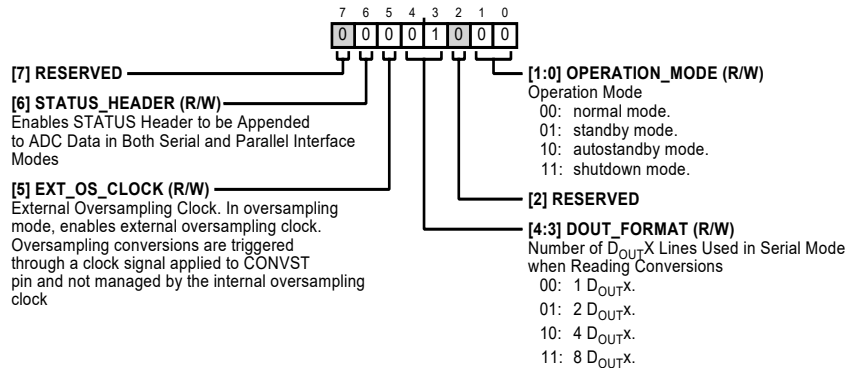 7 6 5 4 3 2 1 0
0 0 0 0 1 0 0 0
[7] RESERVED
[6] STATUS_HEADER (R/W)
Enables STATUS Header to be Appended
to ADC Data in Both Serial and Parallel Interface
Modes
[5] EXT_OS_CLOCK (R/W)
External Oversampling Clock. In oversampling
mode, enables external oversampling clock.
Oversampling conversions are triggered
through a clock signal applied to CONVST
pin and not managed by the internal oversampling
clock
[1:0] OPERATION_MODE (R/W)
Operation Mode
00: normal mode.
01: standby mode.
10: autostandby mode.
11: shutdown mode.
[2] RESERVED
[4:3] DOUT_FORMAT (R/W)
Number of DOUTX Lines Used in Serial Mode
when Reading Conversions
00: 1 DOUTx.
01: 2 DOUTx.
10: 4 DOUTx.
11: 8 DOUTx.